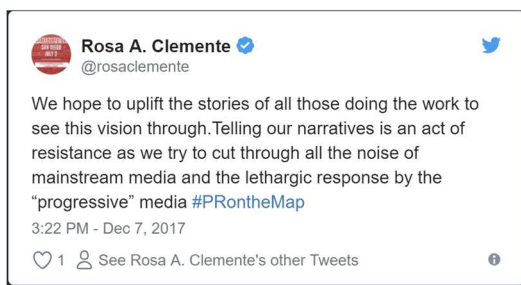 Rosa A. Clemente
@rosaclemente
We hope to uplift the stories of all those doing the work to
see this vision through.Telling our narratives is an act of
resistance as we try to cut through all the noise of
mainstream media and the lethargic response by the
“progressive” media #PRontheMap
3:22 PM - Dec 7, 2017
1 See Rosa A. Clemente's other Tweets